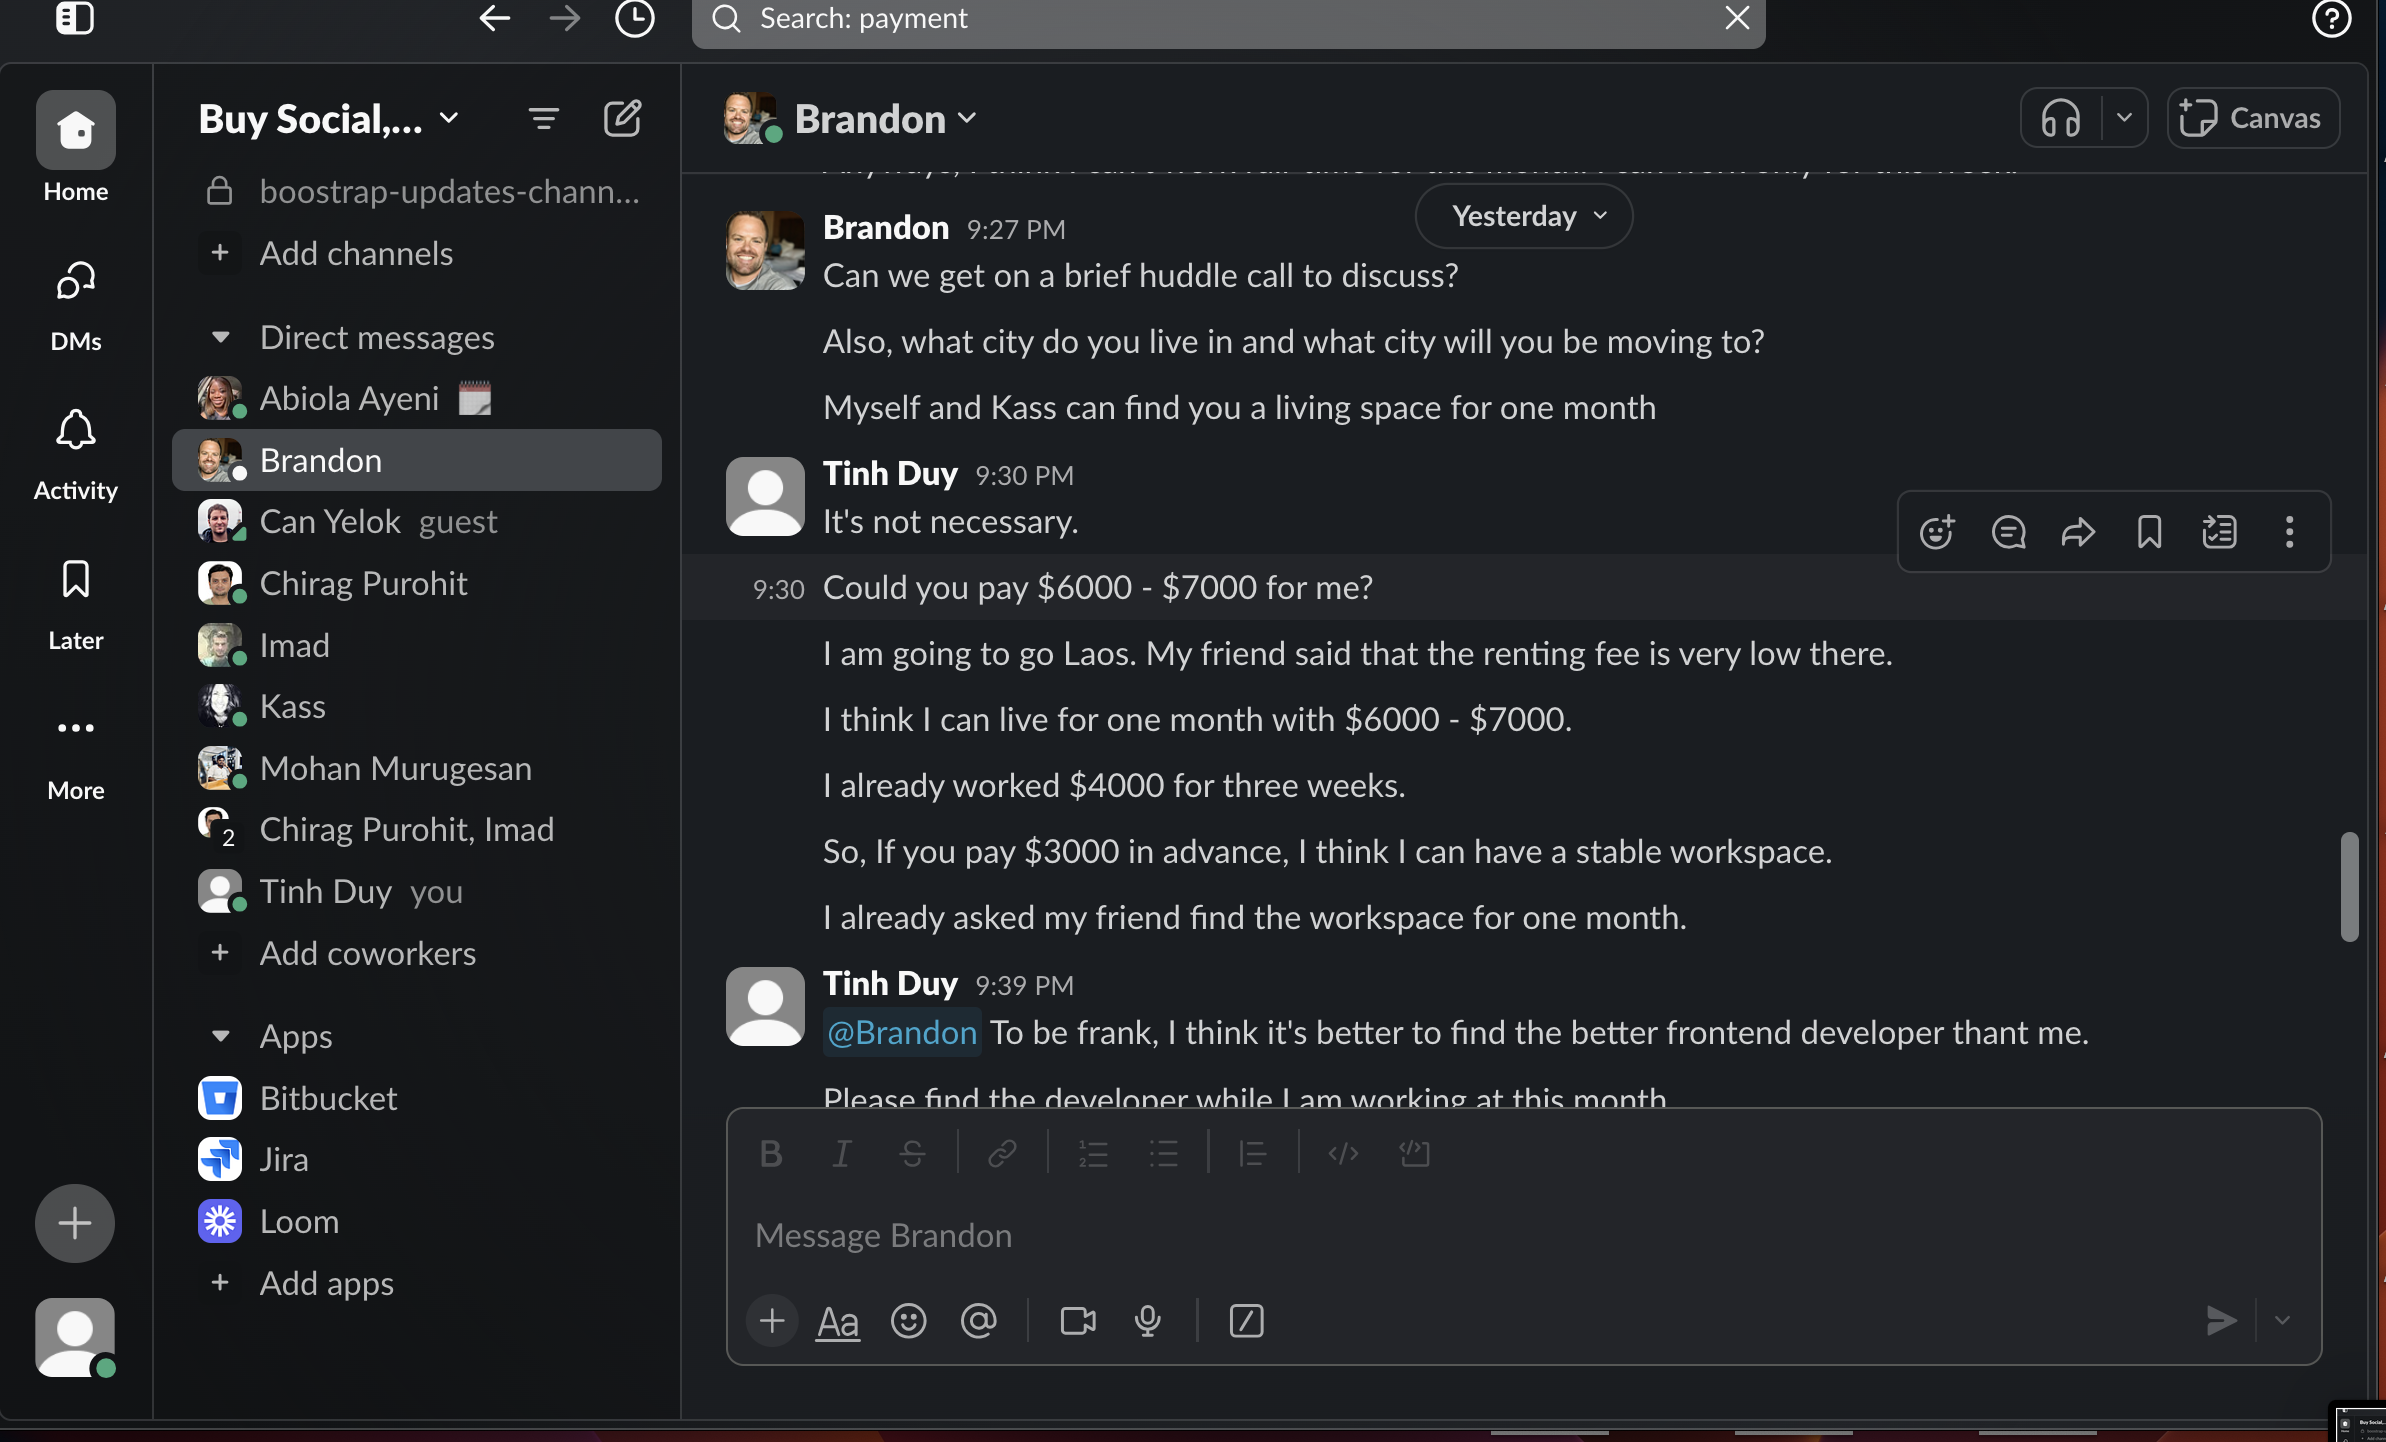 Search: payment
Home
DMs
Activity
Later
More
Buy Social,...
boostrap-updates-chann...
Add channels
Direct messages
Abiola Ayeni
Brandon
Can Yelok guest
Chirag Purohit
Imad
Kass
Mohan Murugesan
2 Chirag Purohit, Imad
Tinh Duy you
Add coworkers
Apps
Bitbucket
Jira
Loom
Add apps
Brandon
Canvas
Yesterday
Brandon 9:27 PM
Can we get on a brief huddle call to discuss?
Also, what city do you live in and what city will you be moving to?
Myself and Kass can find you a living space for one month
Tinh Duy 9:30 PM
It's not necessary.
9:30 Could you pay $6000 - $7000 for me?
I am going to go Laos. My friend said that the renting fee is very low there.
I think I can live for one month with $6000 - $7000.
I already worked $4000 for three weeks.
So, If you pay $3000 in advance, I think I can have a stable workspace.
I already asked my friend find the workspace for one month.
Tinh Duy 9:39 PM
@Brandon To be frank, I think it's better to find the better frontend developer thant me.
Please find the developer while I am working at this month
Message Brandon
Aa